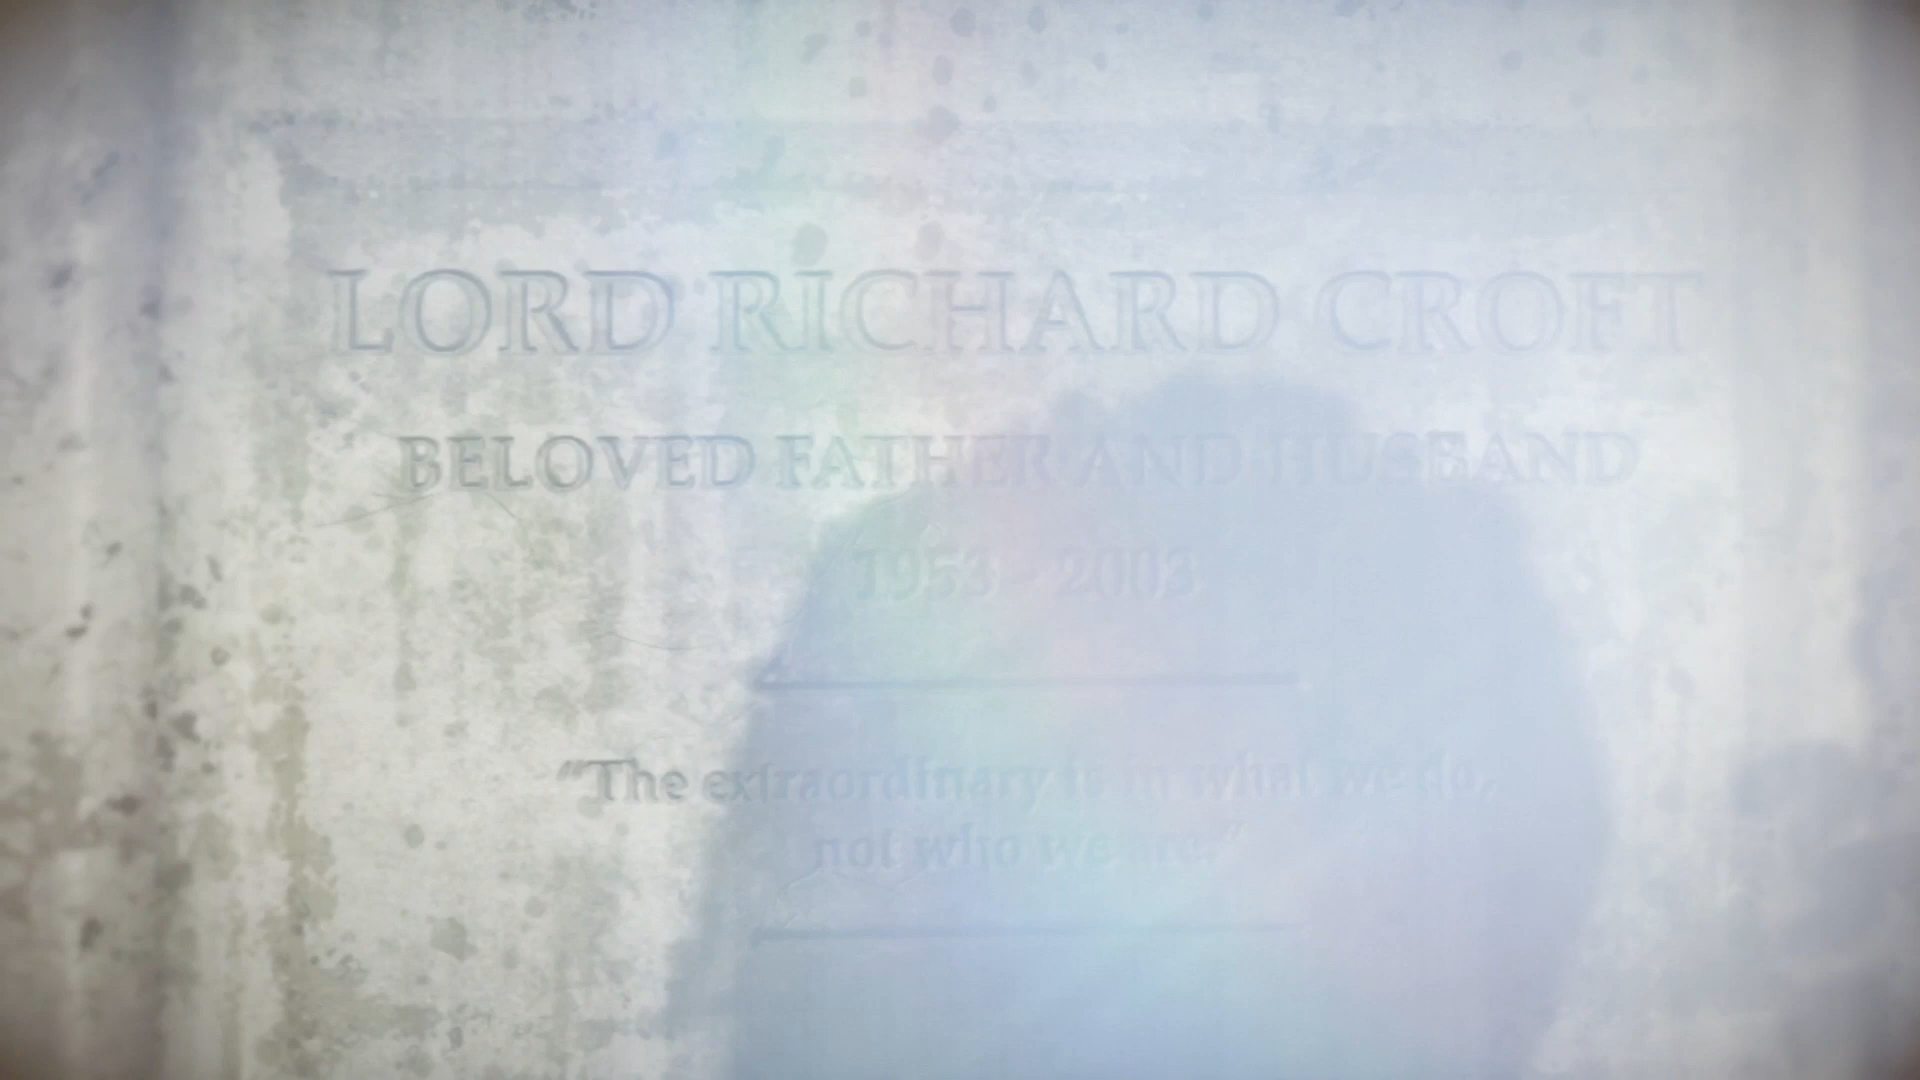 LORD RICHARD CROFT
BELOVED FATHER AND HUSBAND
1953 - 2003
“The extraordinary is in what we do,
not who we are.”